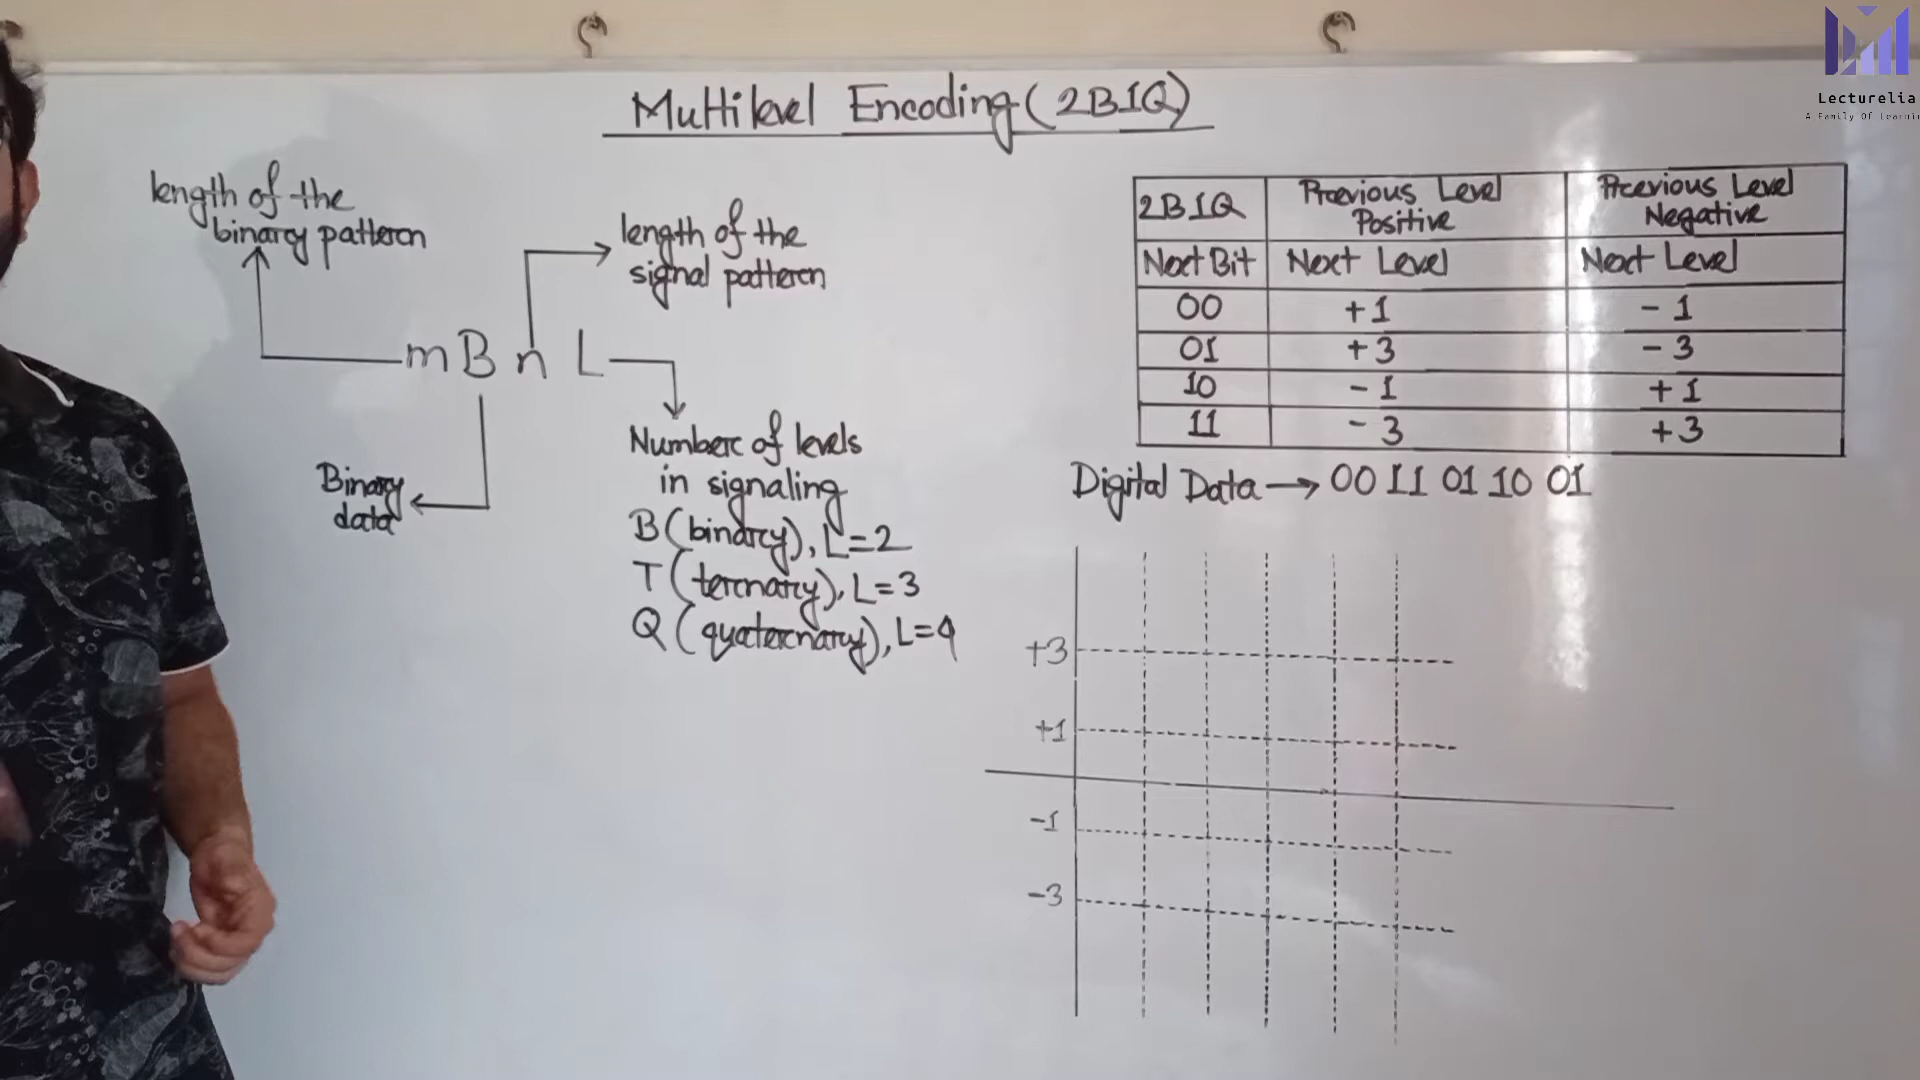 Multilevel Encoding (2B1Q)
Lecturelia
length of the
binary pattern
length of the
signal pattern
m B n L
Binary
data
Number of levels
in signaling
B (binary), L=2
T (ternary), L=3
Q (quaternary), L=4
2B1Q Previous Level Positive Previous Level Negative
Next Bit Next Level Next Level
00 +1 -1
01 +3 -3
10 -1 +1
11 -3 +3
Digital Data → 00 11 01 10 01
+3
+1
-1
-3